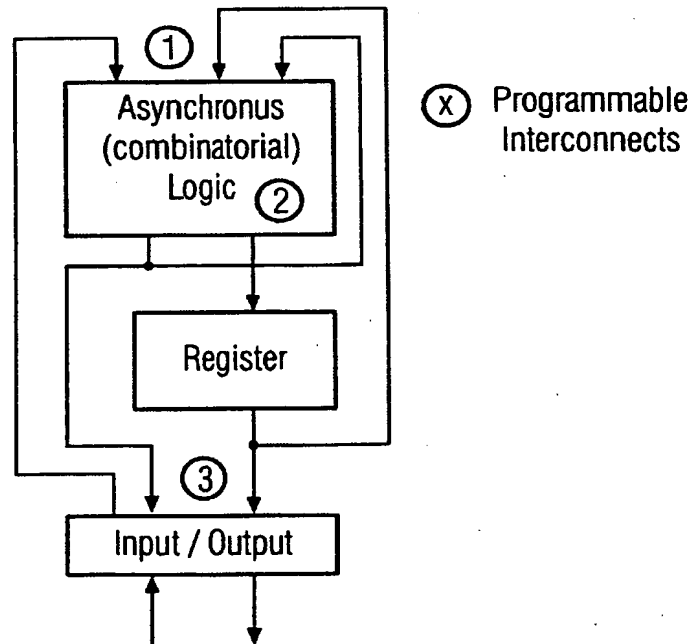 1
Asynchronus
(combinatorial)
Logic
2
X Programmable
Interconnects
Register
3
Input / Output